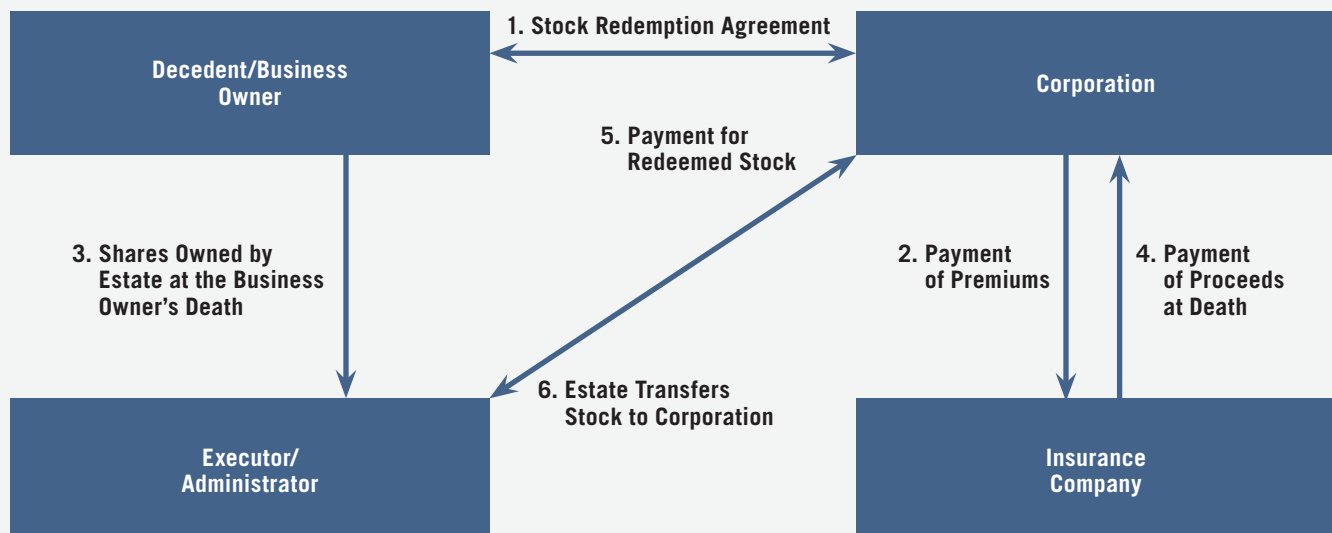 1. Stock Redemption Agreement
Decedent/Business
Owner
Corporation
5. Payment for
Redeemed Stock
3. Shares Owned by
Estate at the Business
Owner’s Death
2. Payment
of Premiums
4. Payment
of Proceeds
at Death
6. Estate Transfers
Stock to Corporation
Executor/
Administrator
Insurance
Company